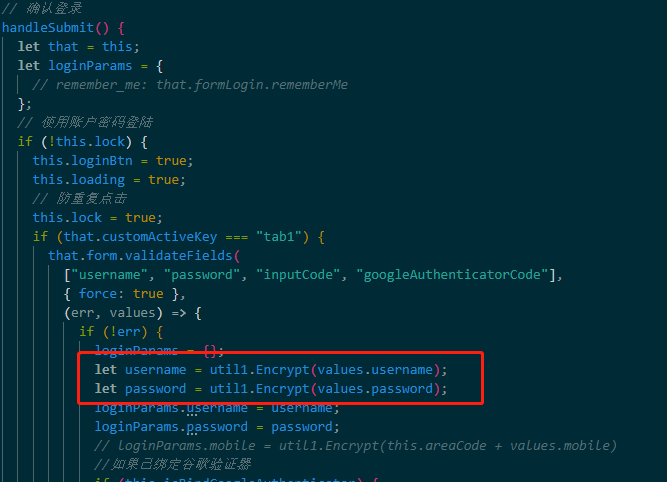 // 确认登录
handleSubmit() {
let that = this;
let loginParams = {
// remember_me: that.formLogin.rememberMe
};
// 使用账户密码登陆
if (!this.lock) {
this.loginBtn = true;
this.loading = true;
// 防重复点击
this.lock = true;
if (that.customActiveKey === "tab1") {
that.form.validateFields(
["username", "password", "inputCode", "googleAuthenticatorCode"],
{ force: true },
(err, values) => {
if (!err) {
loginParams = {};
let username = util1.Encrypt(values.username);
let password = util1.Encrypt(values.password);
loginParams.username = username;
loginParams.password = password;
// loginParams.mobile = util1.Encrypt(this.areaCode + values.mobile)
//如果已绑定谷歌验证器
if (this.isBindGoogleAuthenticator) {